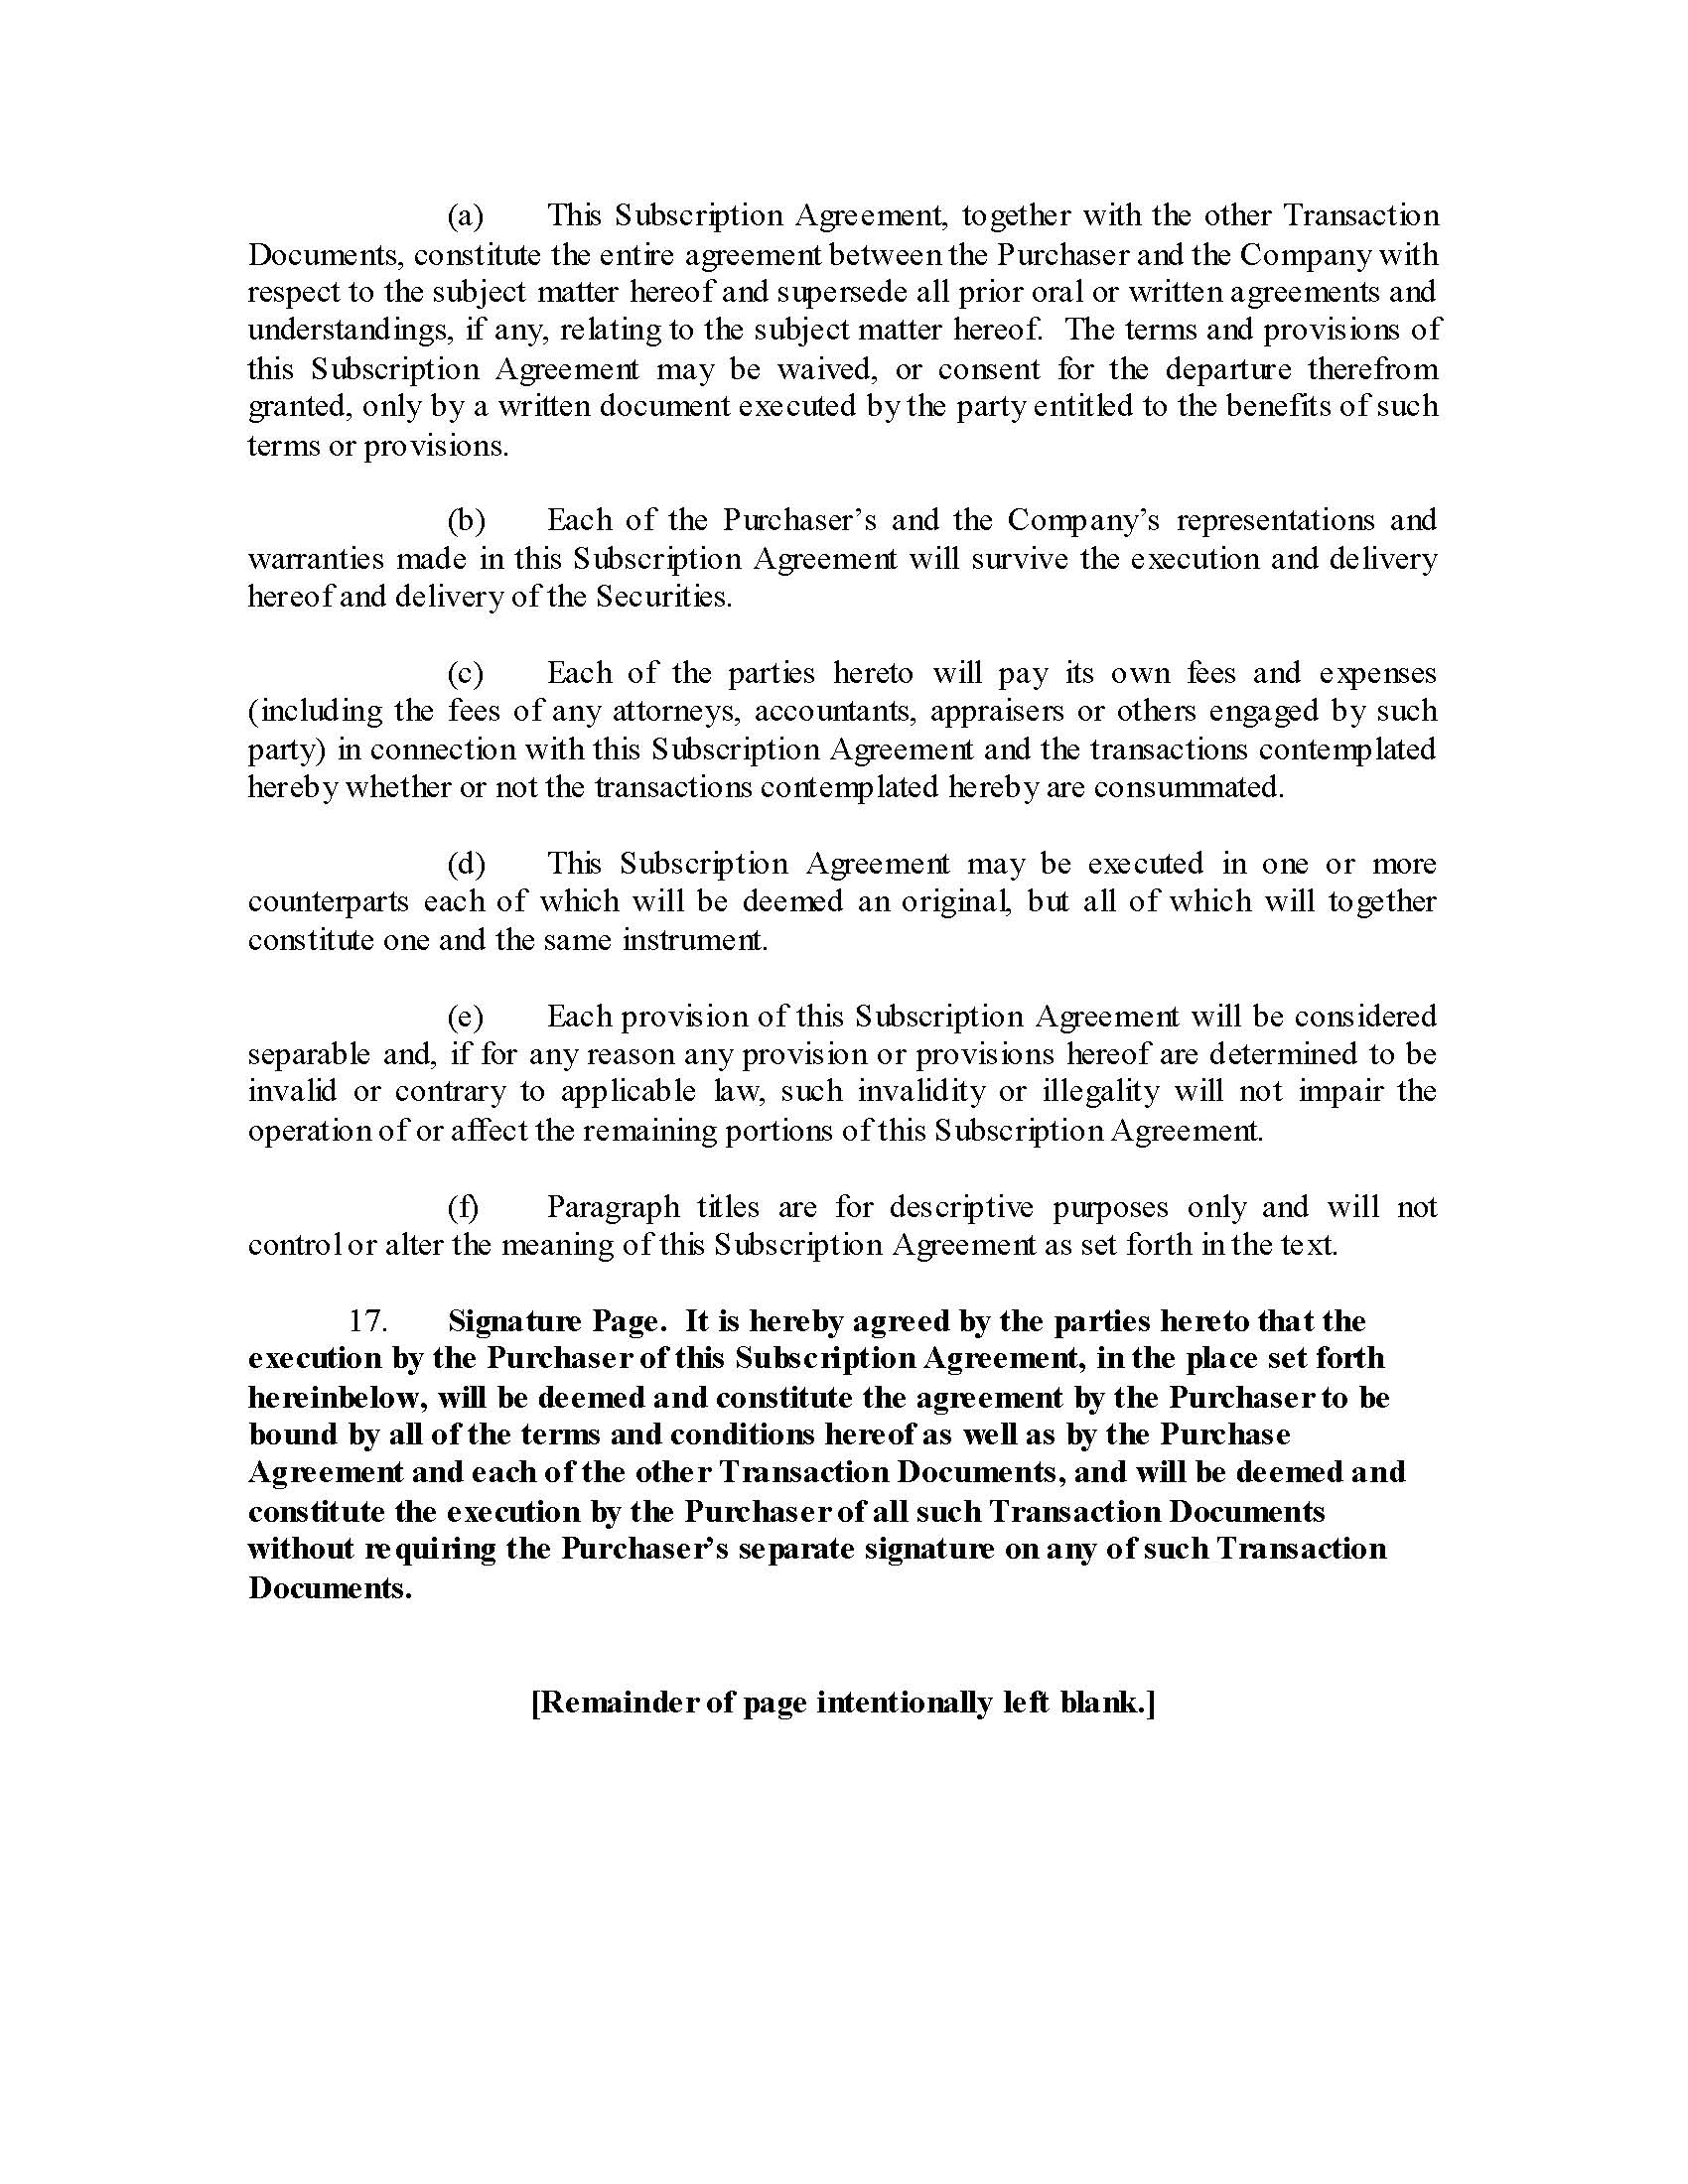 (a) This Subscription Agreement, together with the other Transaction
Documents, constitute the entire agreement between the Purchaser and the Company with
respect to the subject matter hereof and supersede all prior oral or written agreements and
understandings, if any, relating to the subject matter hereof. The terms and provisions of
this Subscription Agreement may be waived, or consent for the departure therefrom
granted, only by a written document executed by the party entitled to the benefits of such
terms or provisions.
(b) Each of the Purchaser’s and the Company’s representations and
warranties made in this Subscription Agreement will survive the execution and delivery
hereof and delivery of the Securities.
(c) Each of the parties hereto will pay its own fees and expenses
(including the fees of any attorneys, accountants, appraisers or others engaged by such
party) in connection with this Subscription Agreement and the transactions contemplated
hereby whether or not the transactions contemplated hereby are consummated.
(d) This Subscription Agreement may be executed in one or more
counterparts each of which will be deemed an original, but all of which will together
constitute one and the same instrument.
(e) Each provision of this Subscription Agreement will be considered
separable and, if for any reason any provision or provisions hereof are determined to be
invalid or contrary to applicable law, such invalidity or illegality will not impair the
operation of or affect the remaining portions of this Subscription Agreement.
(f) Paragraph titles are for descriptive purposes only and will not
control or alter the meaning of this Subscription Agreement as set forth in the text.
17. Signature Page. It is hereby agreed by the parties hereto that the
execution by the Purchaser of this Subscription Agreement, in the place set forth
hereinbelow, will be deemed and constitute the agreement by the Purchaser to be
bound by all of the terms and conditions hereof as well as by the Purchase
Agreement and each of the other Transaction Documents, and will be deemed and
constitute the execution by the Purchaser of all such Transaction Documents
without requiring the Purchaser’s separate signature on any of such Transaction
Documents.
[Remainder of page intentionally left blank.]